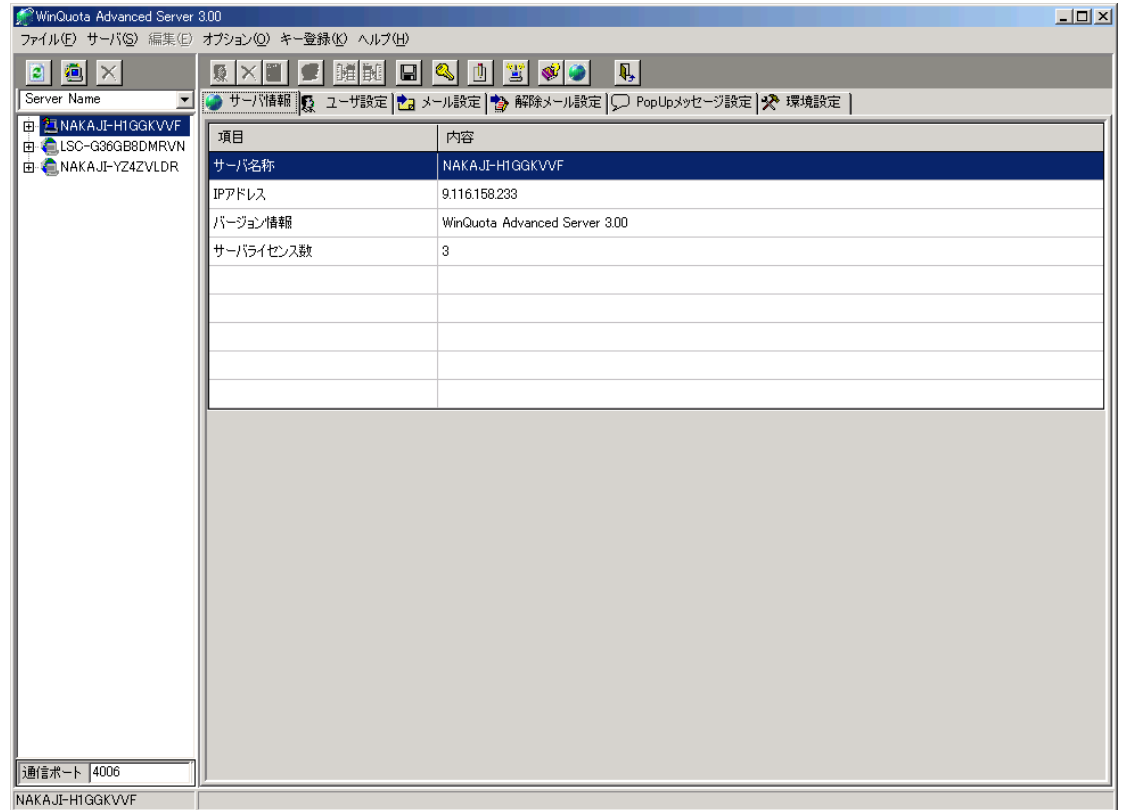 WinQuota Advanced Server 3.00
ファイル(F) サーバ(S) 編集(E) オプション(O) キー登録(K) ヘルプ(H)
Server Name
サーバ情報 ユーザ設定 メール設定 解除メール設定 PopUpメッセージ設定 環境設定
NAKAJI-H1GGKVVF
LSC-G36GB8DMRVN
NAKAJI-YZ4ZVLDR
項目 内容
サーバ名称 NAKAJI-H1GGKVVF
IPアドレス 9.116.158.233
バージョン情報 WinQuota Advanced Server 3.00
サーバライセンス数 3
通信ポート 4006
NAKAJI-H1GGKVVF